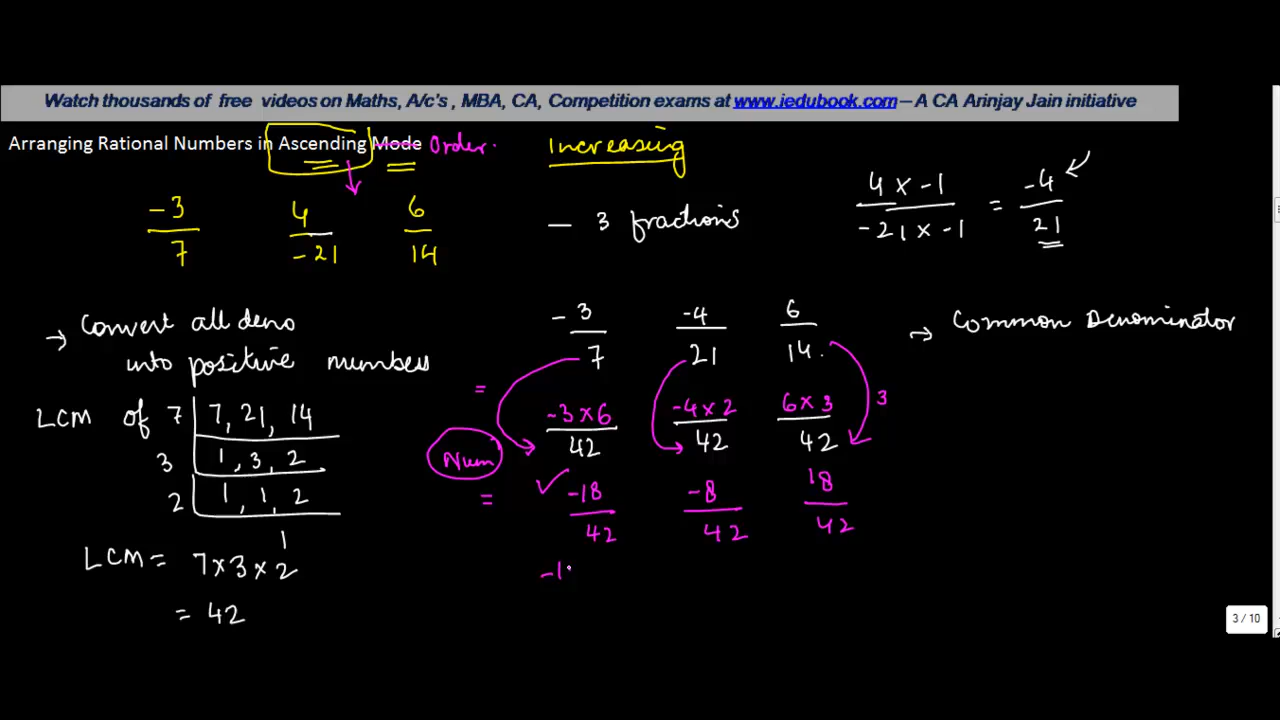 Watch thousands of free videos on Maths, A/c's , MBA, CA, Competition exams at www.iedubook.com – A CA Arinjay Jain initiative
Arranging Rational Numbers in Ascending Mode Order. Increasing
-3/7 4/-21 6/14 — 3 fractions
4 x -1 / -21 x -1 = -4/21
→ Convert all deno
into positive numbers
-3/7 -4/21 6/14. → Common Denominator
LCM of 7 | 7, 21, 14
3 | 1, 3, 2
2 | 1, 1, 2
1
LCM = 7 x 3 x 2
= 42
= -3 x 6 / 42 -4 x 2 / 42 6 x 3 / 42 3
Num
= -18/42 -8/42 18/42
-1
3 / 10